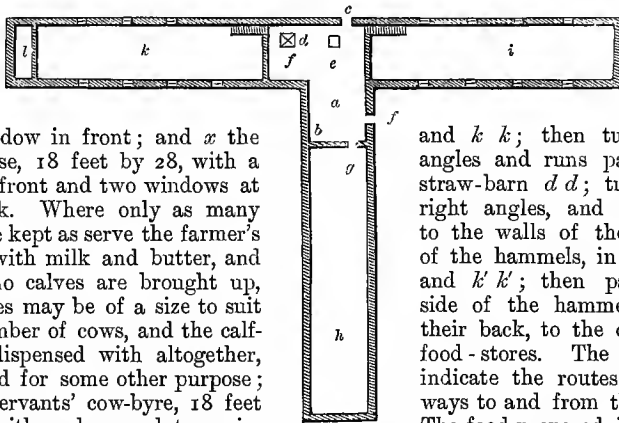 c
d
l
k
f
e
i
a
f
b
g
h
dow in front; and x the
se, 18 feet by 28, with a
front and two windows at
k. Where only as many
e kept as serve the farmer's
with milk and butter, and
o calves are brought up,
es may be of a size to suit
mber of cows, and the calf-
dispensed with altogether,
d for some other purpose;
ervants' cow-byre, 18 feet
and k k; then tu
angles and runs pa
straw-barn d d; tu
right angles, and
to the walls of the
of the hammels, in
and k' k'; then pa
side of the hamme
their back, to the c
food-stores. The
indicate the routes
ways to and from th